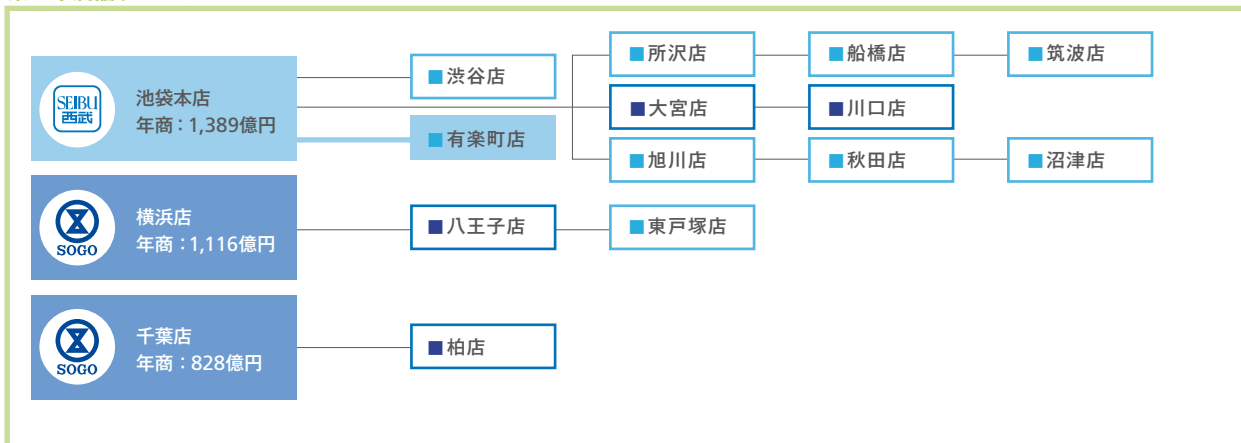 SEIBU
西武
池袋本店
年商：1,389億円
■渋谷店
■有楽町店
■所沢店
■船橋店
■筑波店
■大宮店
■川口店
■旭川店
■秋田店
■沼津店
SOGO
横浜店
年商：1,116億円
■八王子店
■東戸塚店
SOGO
千葉店
年商：828億円
■柏店